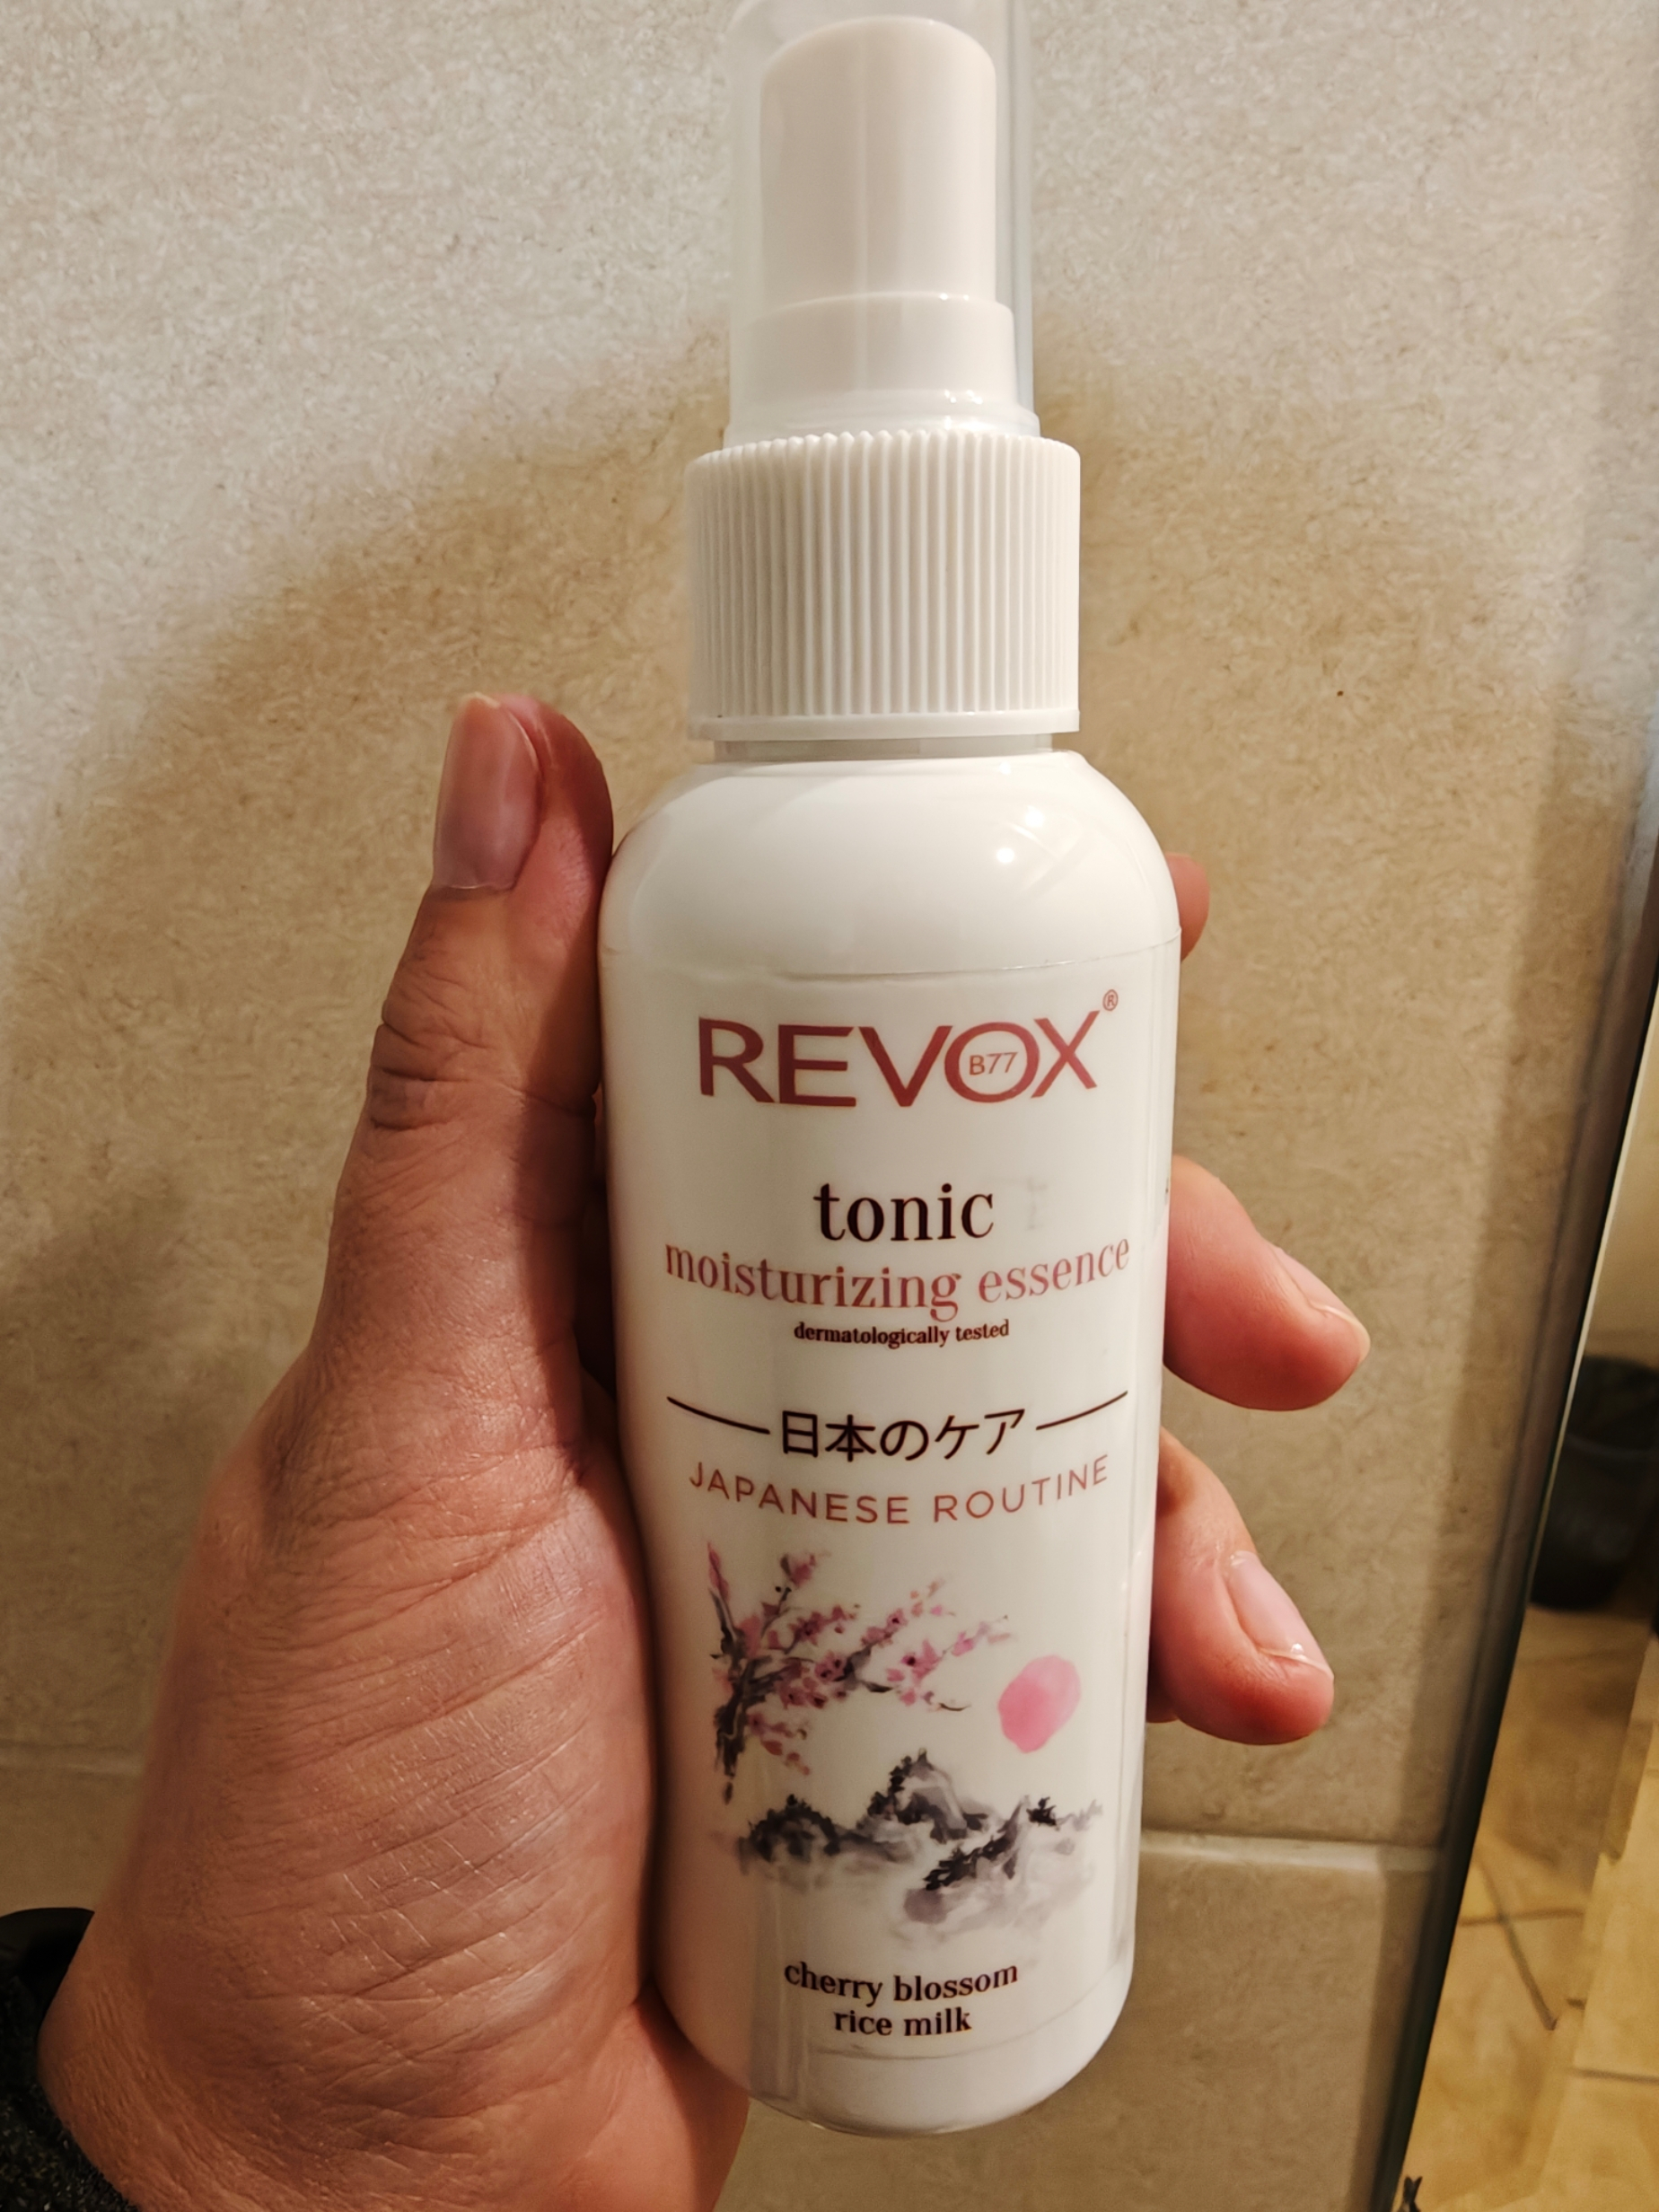 REVOX®
B77
tonic
moisturizing essence
dermatologically tested
日本のケア
JAPANESE ROUTINE
cherry blossom
rice milk